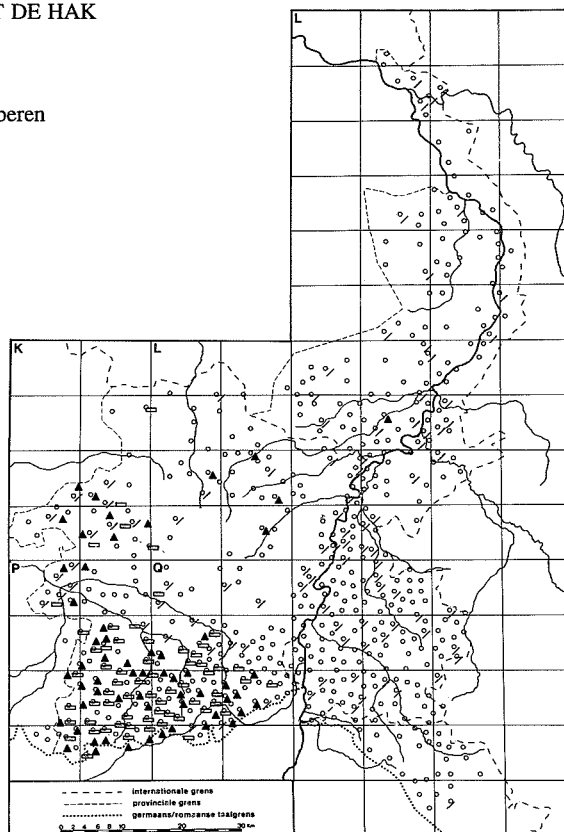 T DE HAK
beren
L
K
L
P
Q
internationale grens
provinciale grens
germaans/romaanse taalgrens
0 2 4 6 8 10 20 30 Km